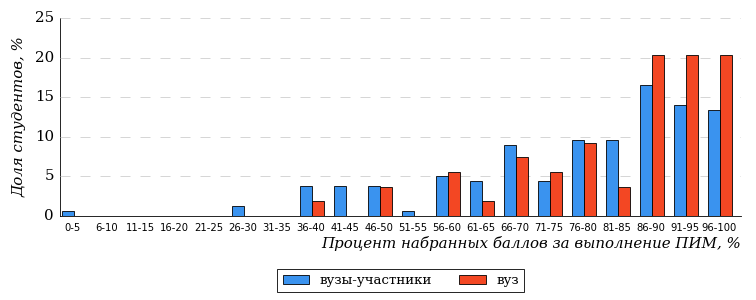 25
20
15
10
5
0
Доля студентов, %
0-5 6-10 11-15 16-20 21-25 26-30 31-35 36-40 41-45 46-50 51-55 56-60 61-65 66-70 71-75 76-80 81-85 86-90 91-95 96-100
Процент набранных баллов за выполнение ПИМ, %
вузы-участники вуз